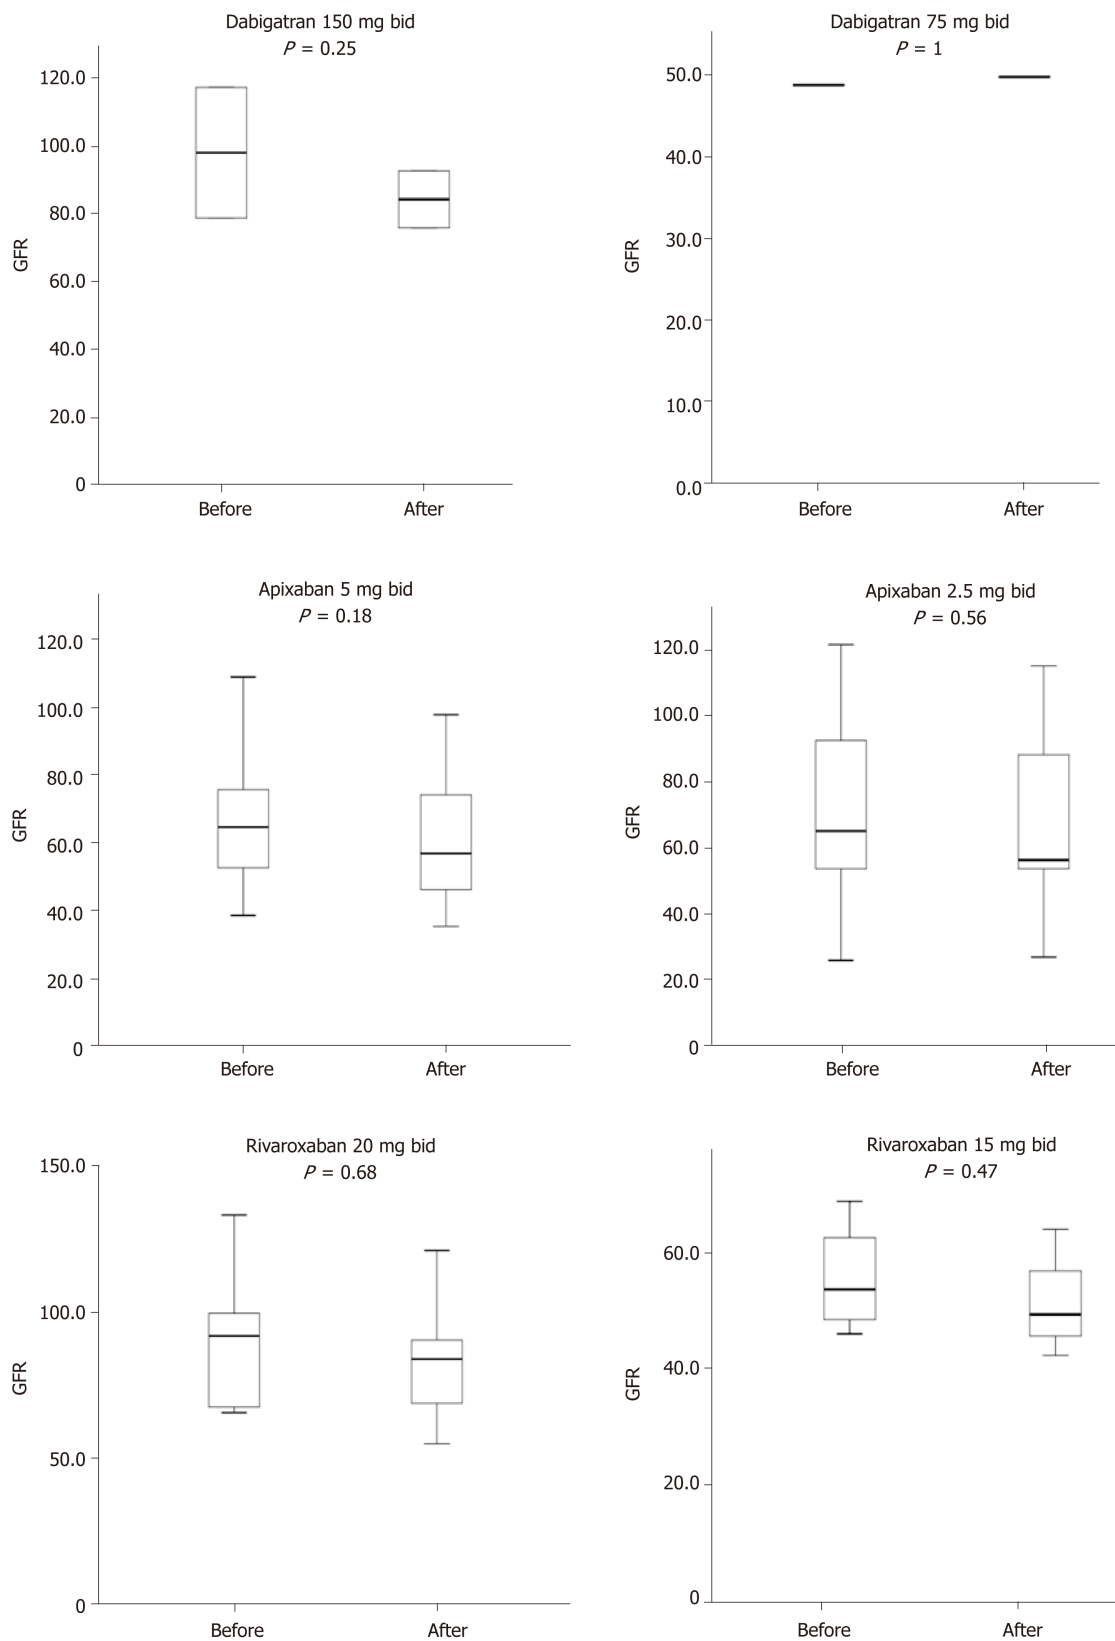 Dabigatran 150 mg bid
P = 0.25
120.0
100.0
80.0
60.0
40.0
20.0
0
GFR
Before
After
Dabigatran 75 mg bid
P = 1
50.0
40.0
30.0
20.0
10.0
0.0
GFR
Before
After
Apixaban 5 mg bid
P = 0.18
120.0
100.0
80.0
60.0
40.0
20.0
0
GFR
Before
After
Apixaban 2.5 mg bid
P = 0.56
120.0
100.0
80.0
60.0
40.0
20.0
0
GFR
Before
After
Rivaroxaban 20 mg bid
P = 0.68
150.0
100.0
50.0
0
GFR
Before
After
Rivaroxaban 15 mg bid
P = 0.47
60.0
40.0
20.0
0
GFR
Before
After